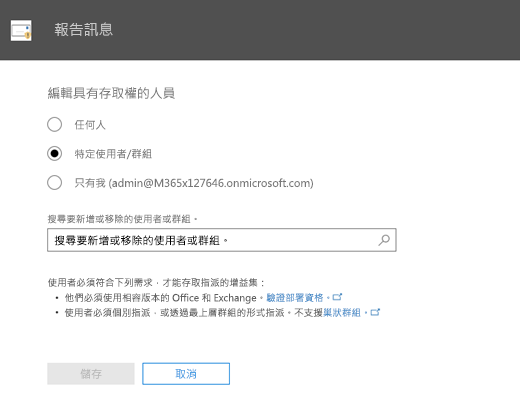 報告訊息
編輯具有存取權的人員
任何人
特定使用者/群組
只有我 (admin@M365x127646.onmicrosoft.com)
搜尋要新增或移除的使用者或群組。
搜尋要新增或移除的使用者或群組。
使用者必須符合下列需求，才能存取指派的增益集：
• 他們必須使用相容版本的 Office 和 Exchange。驗證部署資格。
• 使用者必須個別指派，或透過最上層群組的形式指派。不支援巢狀群組。
儲存 取消